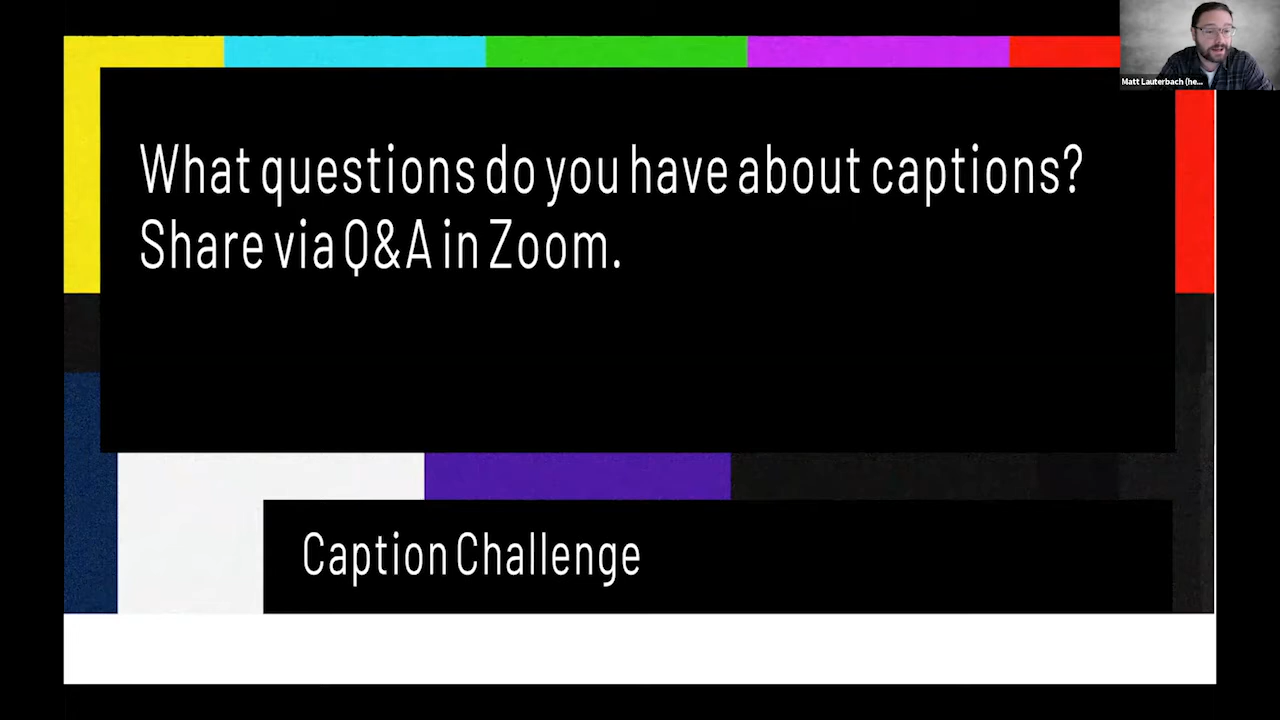 What questions do you have about captions?
Share via Q&A in Zoom.
Caption Challenge
Matt Lauterbach (he...